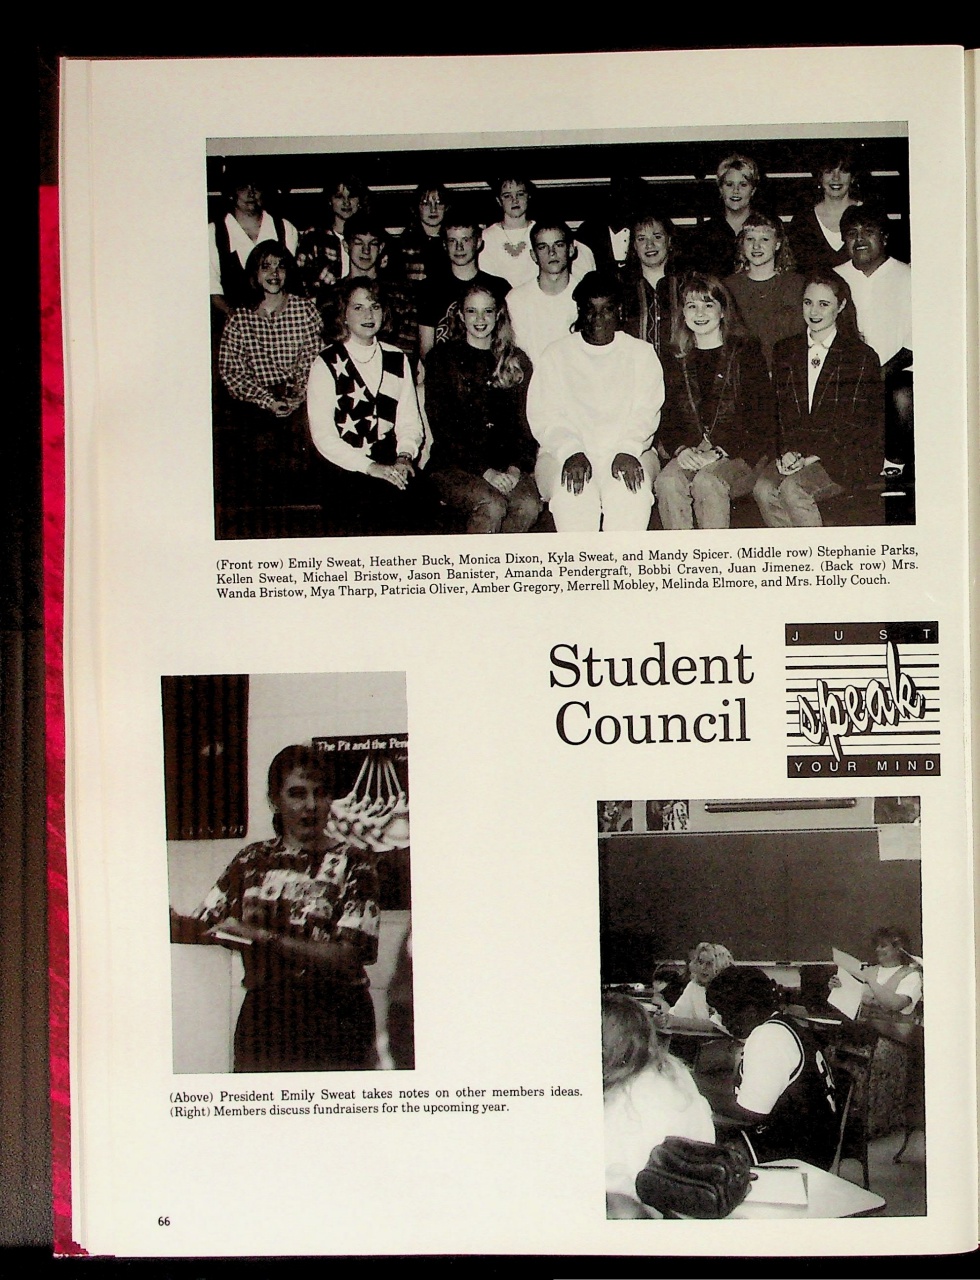 (Front row) Emily Sweat, Heather Buck, Monica Dixon, Kyla Sweat, and Mandy Spicer. (Middle row) Stephanie Parks,
Kellen Sweat, Michael Bristow, Jason Banister, Amanda Pendergraft, Bobbi Craven, Juan Jimenez. (Back row) Mrs.
Wanda Bristow, Mya Tharp, Patricia Oliver, Amber Gregory, Merrell Mobley, Melinda Elmore, and Mrs. Holly Couch.
Student
Council
JUST
speak
YOUR MIND
The Pit and the Pen
(Above) President Emily Sweat takes notes on other members ideas.
(Right) Members discuss fundraisers for the upcoming year.
66